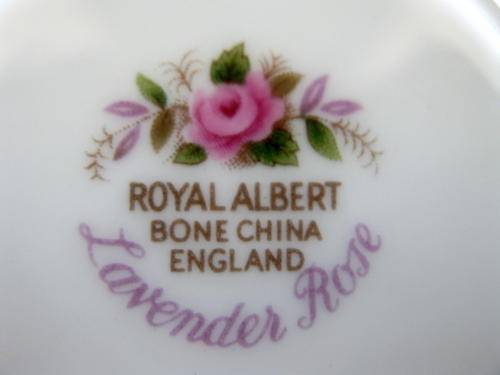 ROYAL ALBERT
BONE CHINA
ENGLAND
Lavender Rose